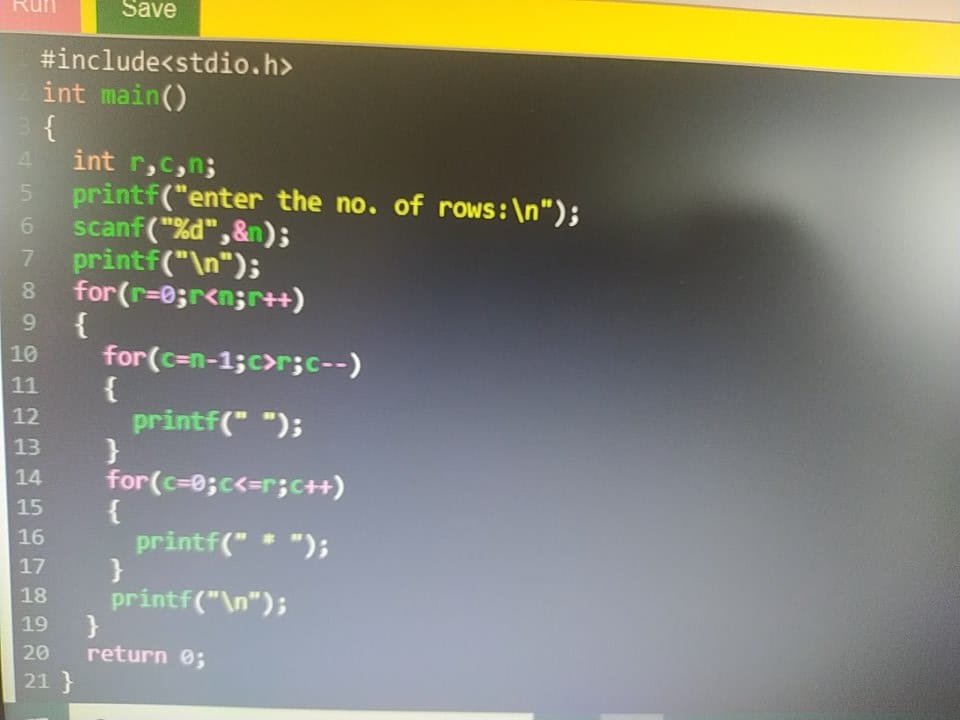 Run Save
1 #include<stdio.h>
2 int main()
3 {
4 int r,c,n;
5 printf("enter the no. of rows:\n");
6 scanf("%d",&n);
7 printf("\n");
8 for(r=0;r<n;r++)
9 {
10 for(c=n-1;c>r;c--)
11 {
12 printf(" ");
13 }
14 for(c=0;c<=r;c++)
15 {
16 printf(" * ");
17 }
18 printf("\n");
19 }
20 return 0;
21 }